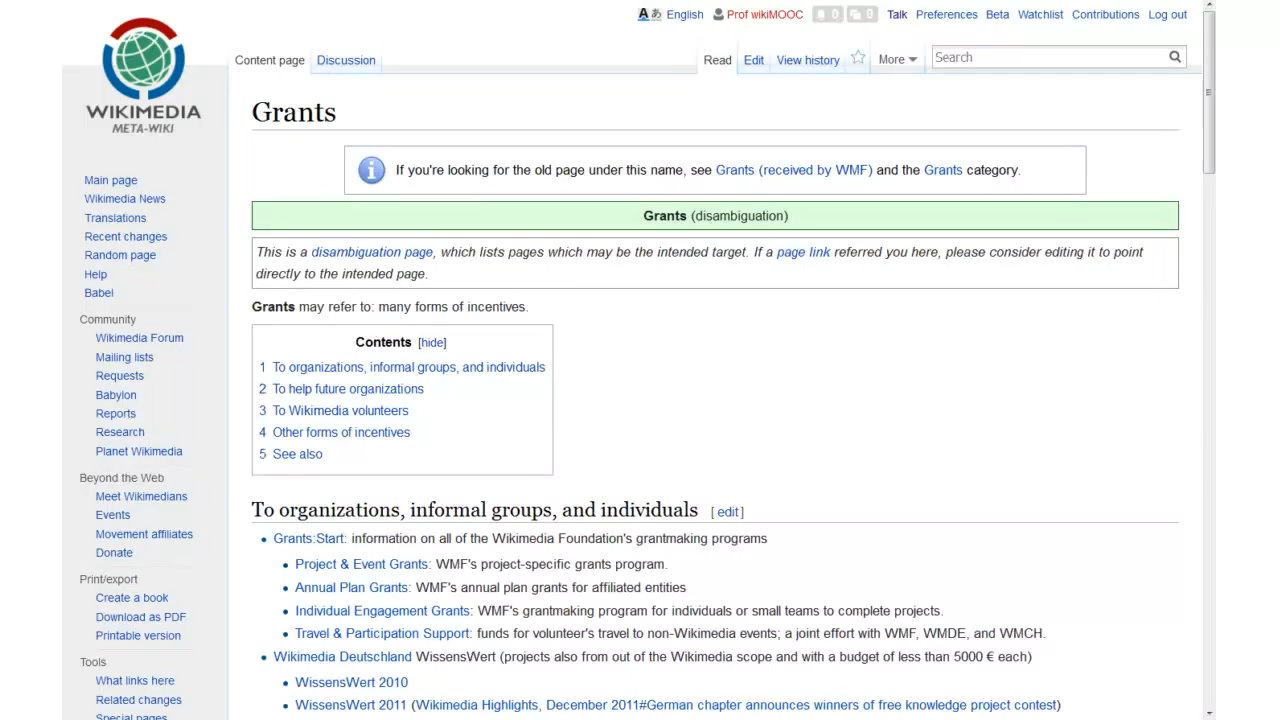 Aあ English Prof wikiMOOC 0 0 Talk Preferences Beta Watchlist Contributions Log out
WIKIMEDIA
META-WIKI
Content page Discussion Read Edit View history More Search
Main page
Wikimedia News
Translations
Recent changes
Random page
Help
Babel
Community
Wikimedia Forum
Mailing lists
Requests
Babylon
Reports
Research
Planet Wikimedia
Beyond the Web
Meet Wikimedians
Events
Movement affiliates
Donate
Print/export
Create a book
Download as PDF
Printable version
Tools
What links here
Related changes
Special pages
Grants
If you're looking for the old page under this name, see Grants (received by WMF) and the Grants category.
Grants (disambiguation)
This is a disambiguation page, which lists pages which may be the intended target. If a page link referred you here, please consider editing it to point
directly to the intended page.
Grants may refer to: many forms of incentives.
Contents [hide]
1 To organizations, informal groups, and individuals
2 To help future organizations
3 To Wikimedia volunteers
4 Other forms of incentives
5 See also
To organizations, informal groups, and individuals [ edit ]
• Grants:Start: information on all of the Wikimedia Foundation's grantmaking programs
• Project & Event Grants: WMF's project-specific grants program.
• Annual Plan Grants: WMF's annual plan grants for affiliated entities
• Individual Engagement Grants: WMF's grantmaking program for individuals or small teams to complete projects.
• Travel & Participation Support: funds for volunteer's travel to non-Wikimedia events; a joint effort with WMF, WMDE, and WMCH.
• Wikimedia Deutschland WissensWert (projects also from out of the Wikimedia scope and with a budget of less than 5000 € each)
• WissensWert 2010
• WissensWert 2011 (Wikimedia Highlights, December 2011#German chapter announces winners of free knowledge project contest)